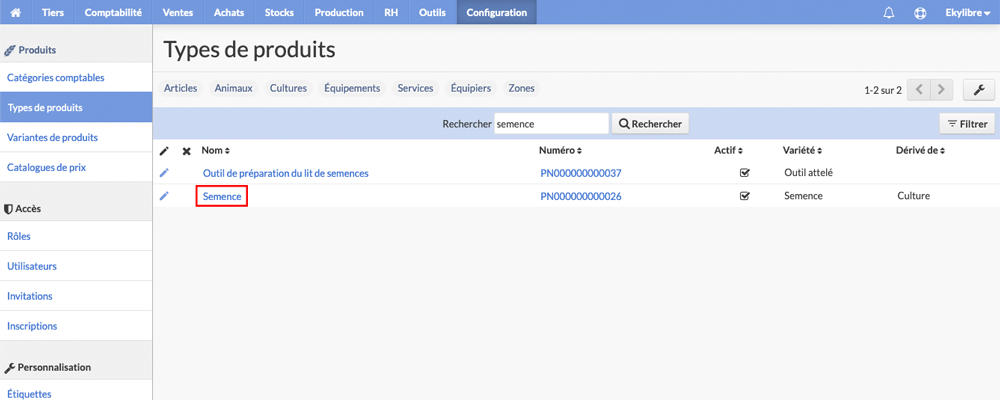 Tiers Comptabilité Ventes Achats Stocks Production RH Outils Configuration Ekylibre
Produits
Catégories comptables
Types de produits
Variantes de produits
Catalogues de prix
Accès
Rôles
Utilisateurs
Invitations
Inscriptions
Personnalisation
Étiquettes
Types de produits
Articles Animaux Cultures Équipements Services Équipiers Zones 1-2 sur 2
Rechercher semence Rechercher Filtrer
Nom Numéro Actif Variété Dérivé de
Outil de préparation du lit de semences PN000000000037 Outil attelé
Semence PN000000000026 Semence Culture